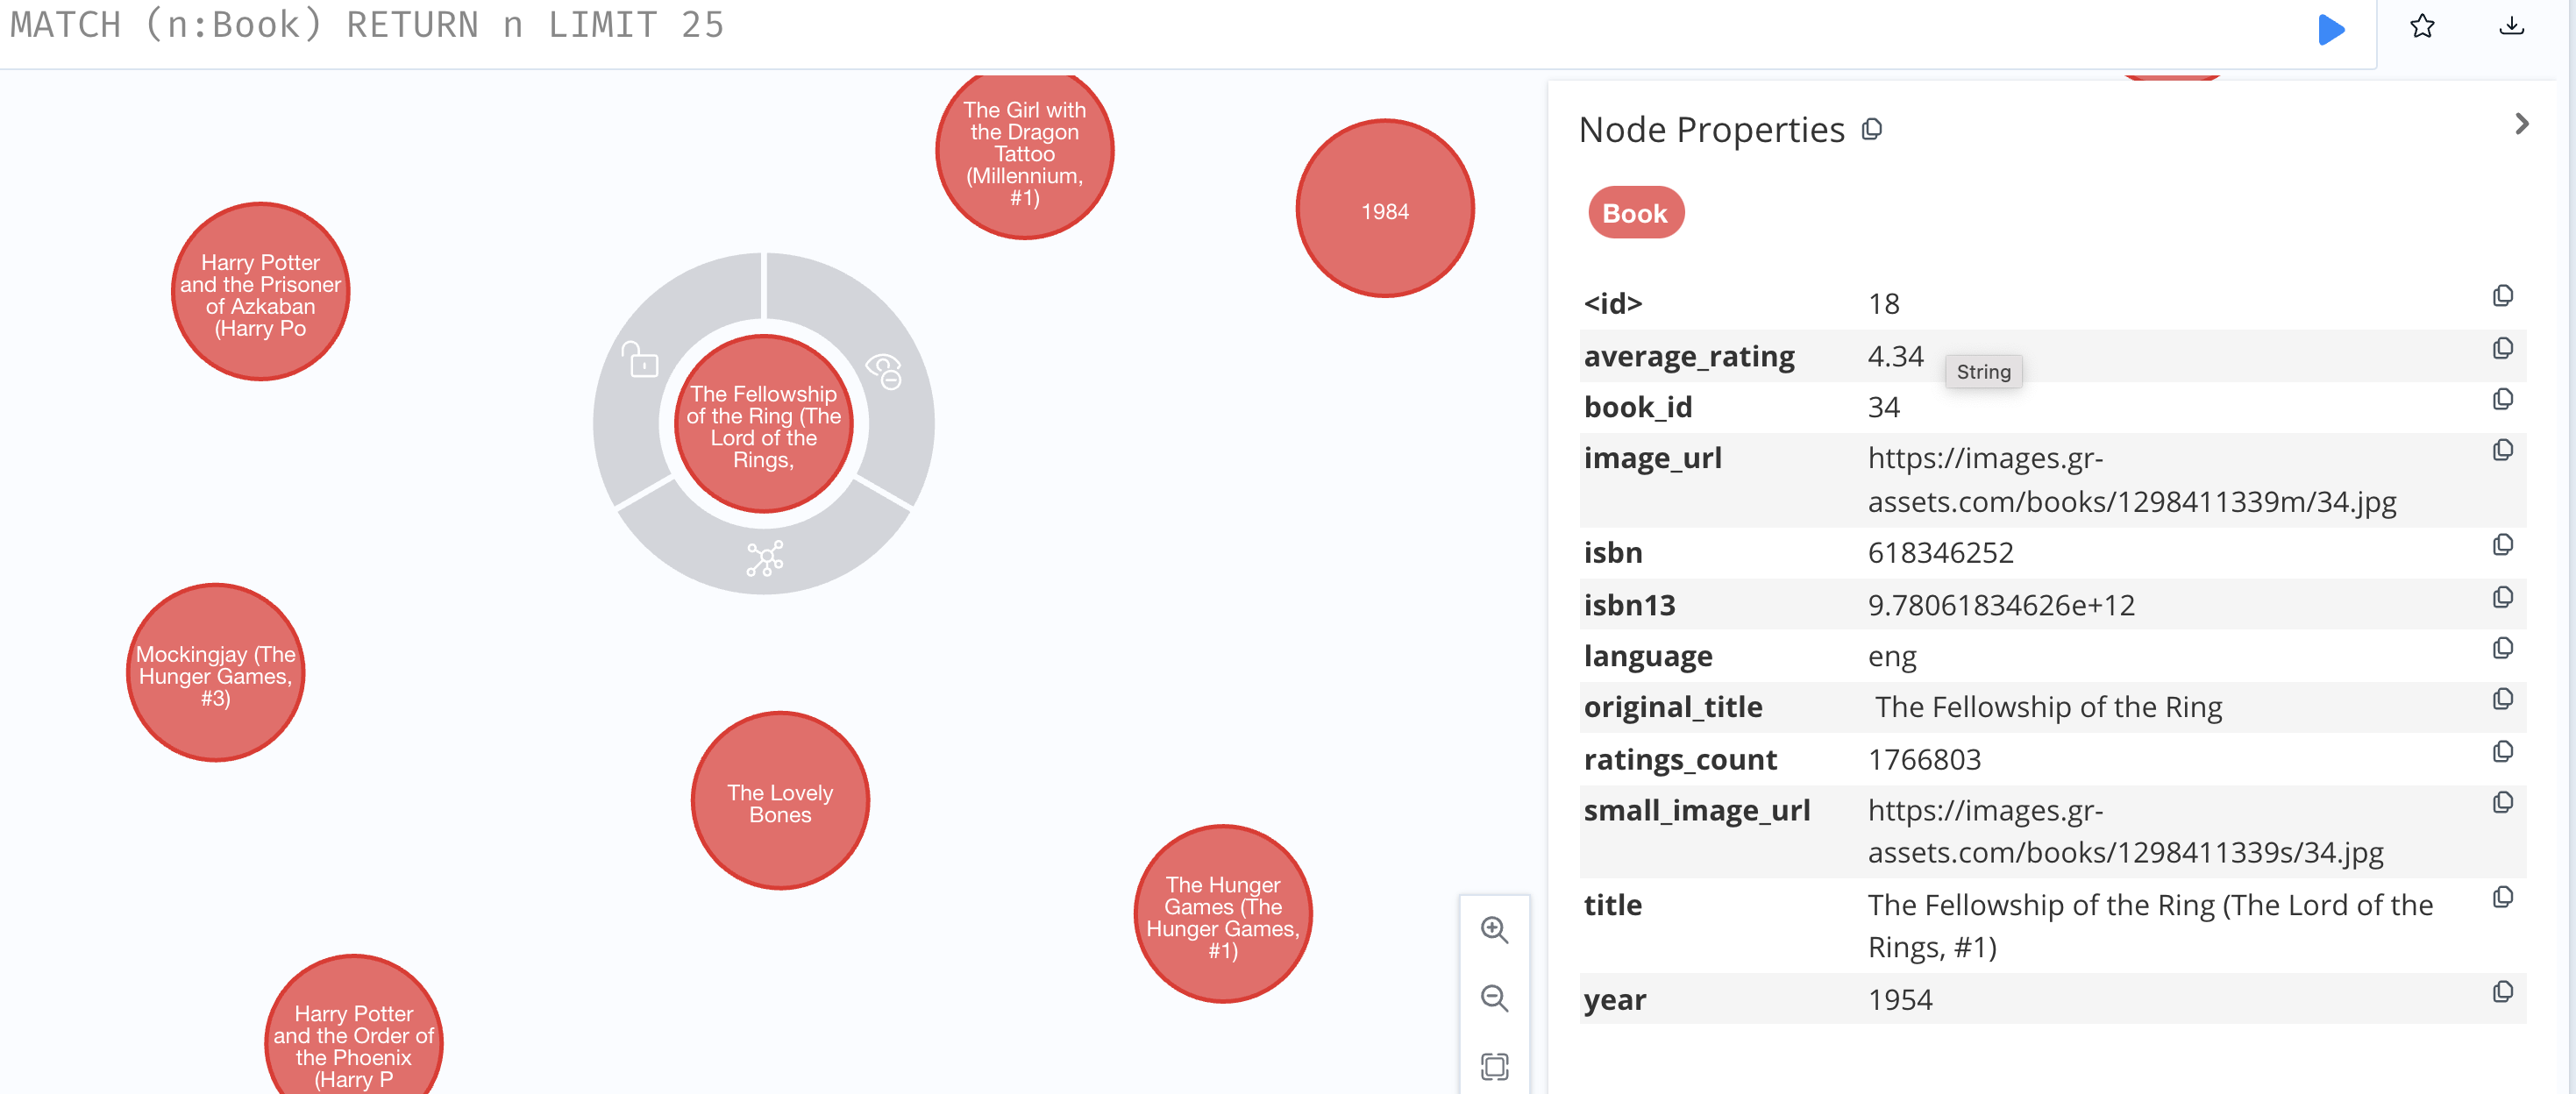 MATCH (n:Book) RETURN n LIMIT 25
The Girl with
the Dragon
Tattoo
(Millennium,
#1)
1984
Harry Potter
and the Prisoner
of Azkaban
(Harry Po
The Fellowship
of the Ring (The
Lord of the
Rings,
Mockingjay (The
Hunger Games,
#3)
The Lovely
Bones
The Hunger
Games (The
Hunger Games,
#1)
Harry Potter
and the Order of
the Phoenix
(Harry P
Node Properties
Book
<id> 18
average_rating 4.34
String
book_id 34
image_url https://images.gr-
assets.com/books/1298411339m/34.jpg
isbn 618346252
isbn13 9.78061834626e+12
language eng
original_title The Fellowship of the Ring
ratings_count 1766803
small_image_url https://images.gr-
assets.com/books/1298411339s/34.jpg
title The Fellowship of the Ring (The Lord of the
Rings, #1)
year 1954